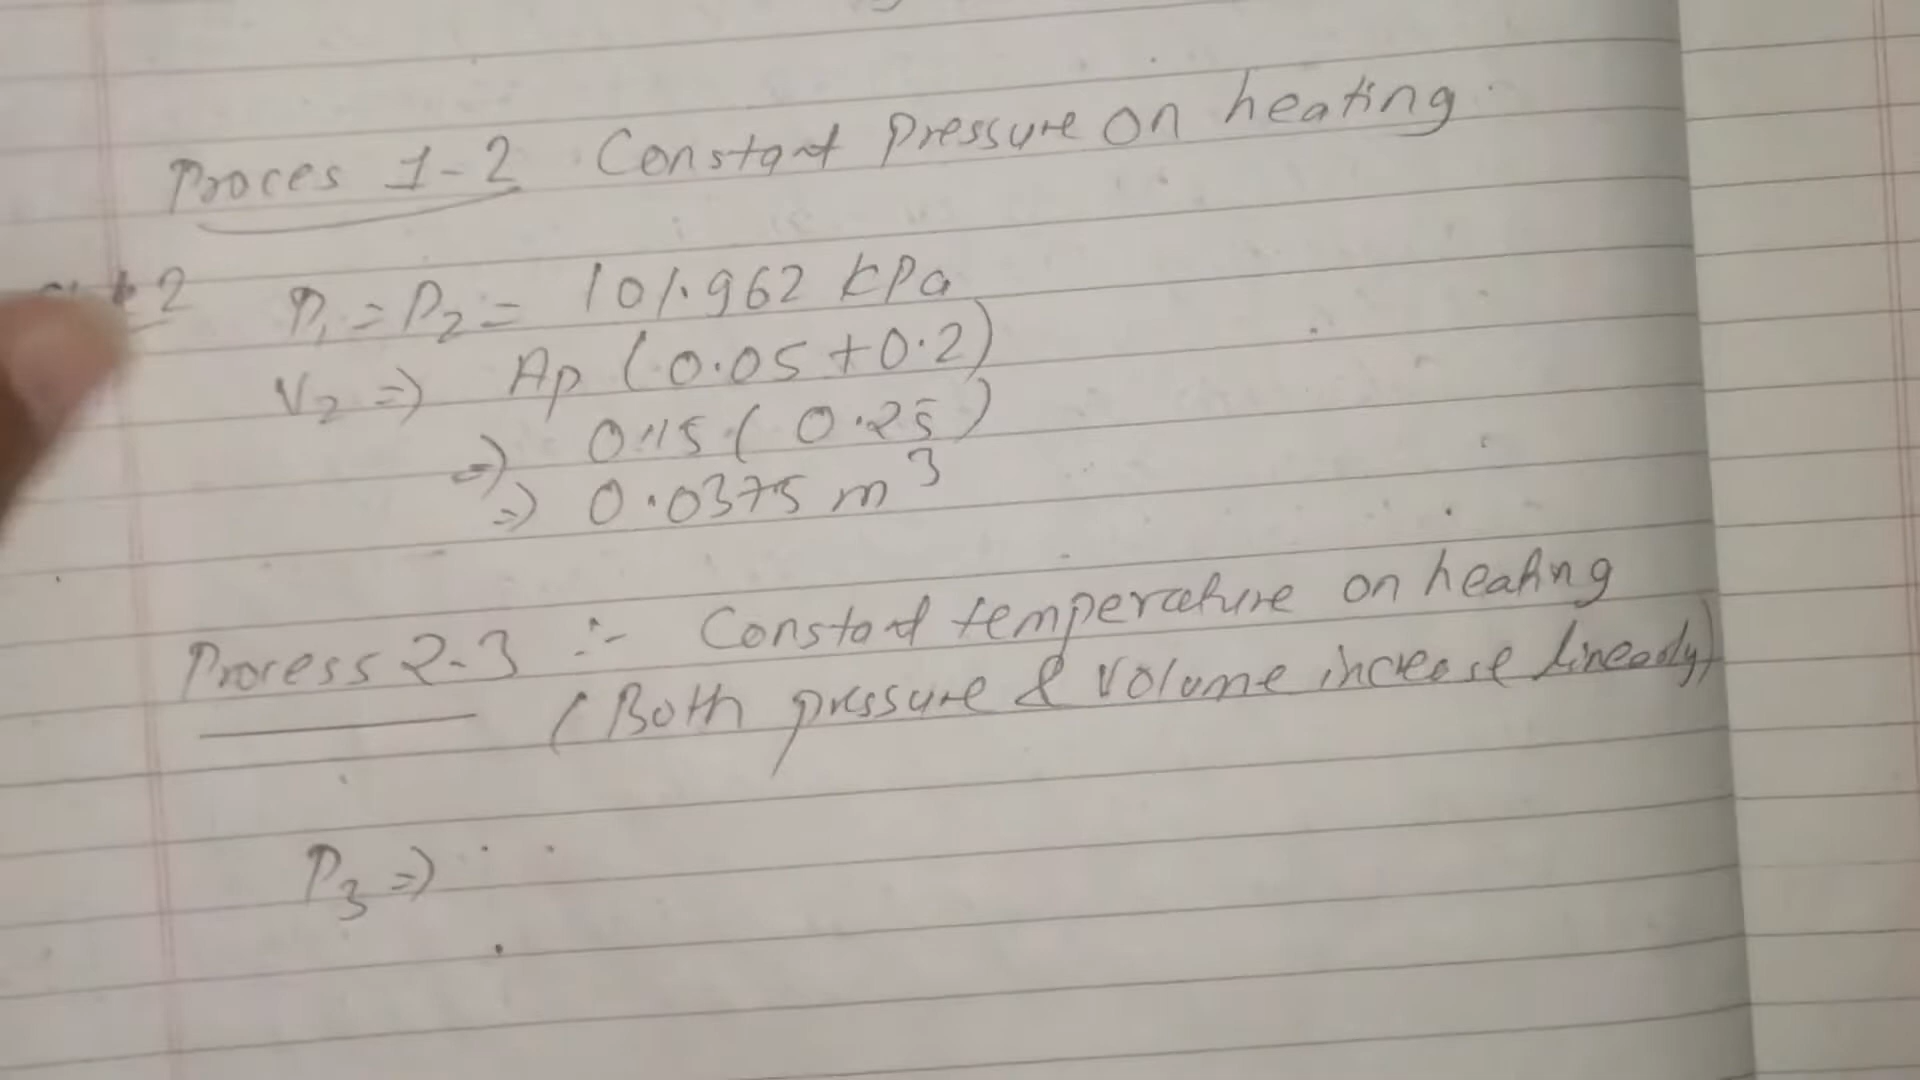 Proces 1-2 Constant Pressure on heating
2 P₁ = P₂ = 101.962 kPa
V₂ => Ap (0.05+0.2)
=> 0.15 (0.25)
=> 0.0375 m³
Process 2-3 :- Constant temperature on heating
(Both pressure & volume increase linearly)
P₃ =>